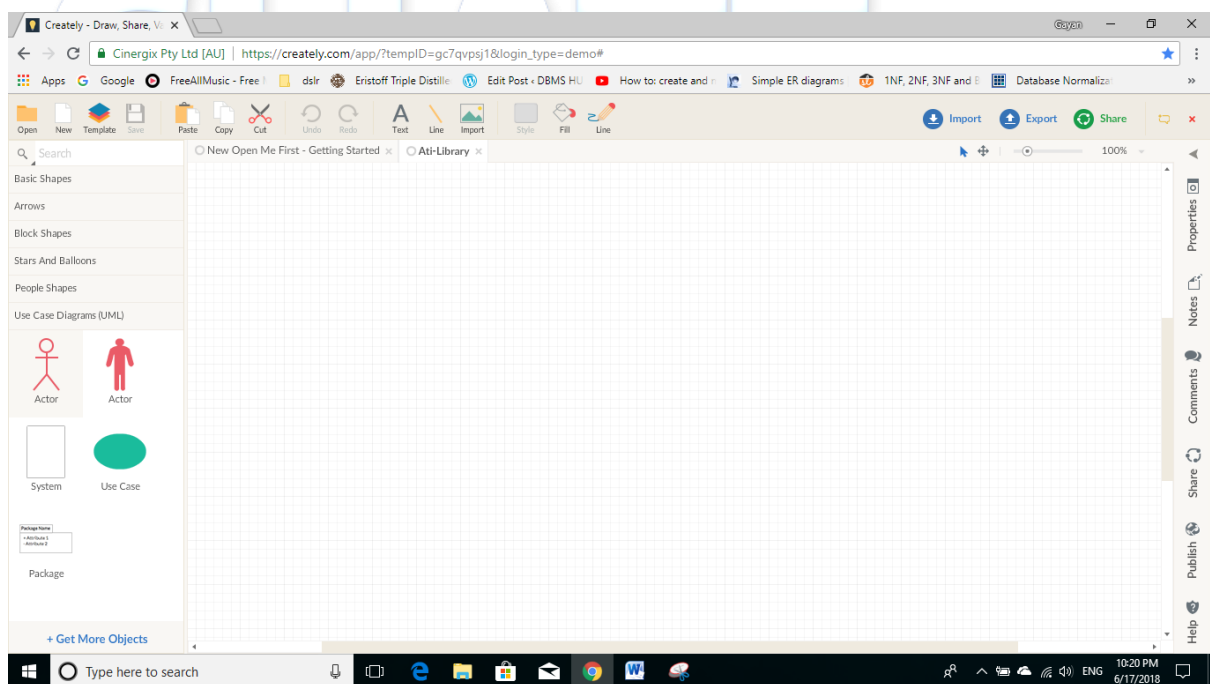 Creately - Draw, Share, Va
Gayan
Cinergix Pty Ltd [AU] | https://creately.com/app/?tempID=gc7qvpsj1&login_type=demo#
Apps Google FreeAllMusic - Free dslr Eristoff Triple Distille Edit Post ‹ DBMS HU How to: create and Simple ER diagrams 1NF, 2NF, 3NF and Database Normaliza
Open New Template Save Paste Copy Cut Undo Redo Text Line Import Style Fill Line
Import Export Share
Search
New Open Me First - Getting Started × Ati-Library ×
100%
Basic Shapes
Arrows
Block Shapes
Stars And Balloons
People Shapes
Use Case Diagrams (UML)
Actor Actor
System Use Case
Package Name
+Attribute 1
-Attribute 2
Package
+ Get More Objects
Properties
Notes
Comments
Share
Publish
Help
Type here to search
ENG
10:20 PM
6/17/2018